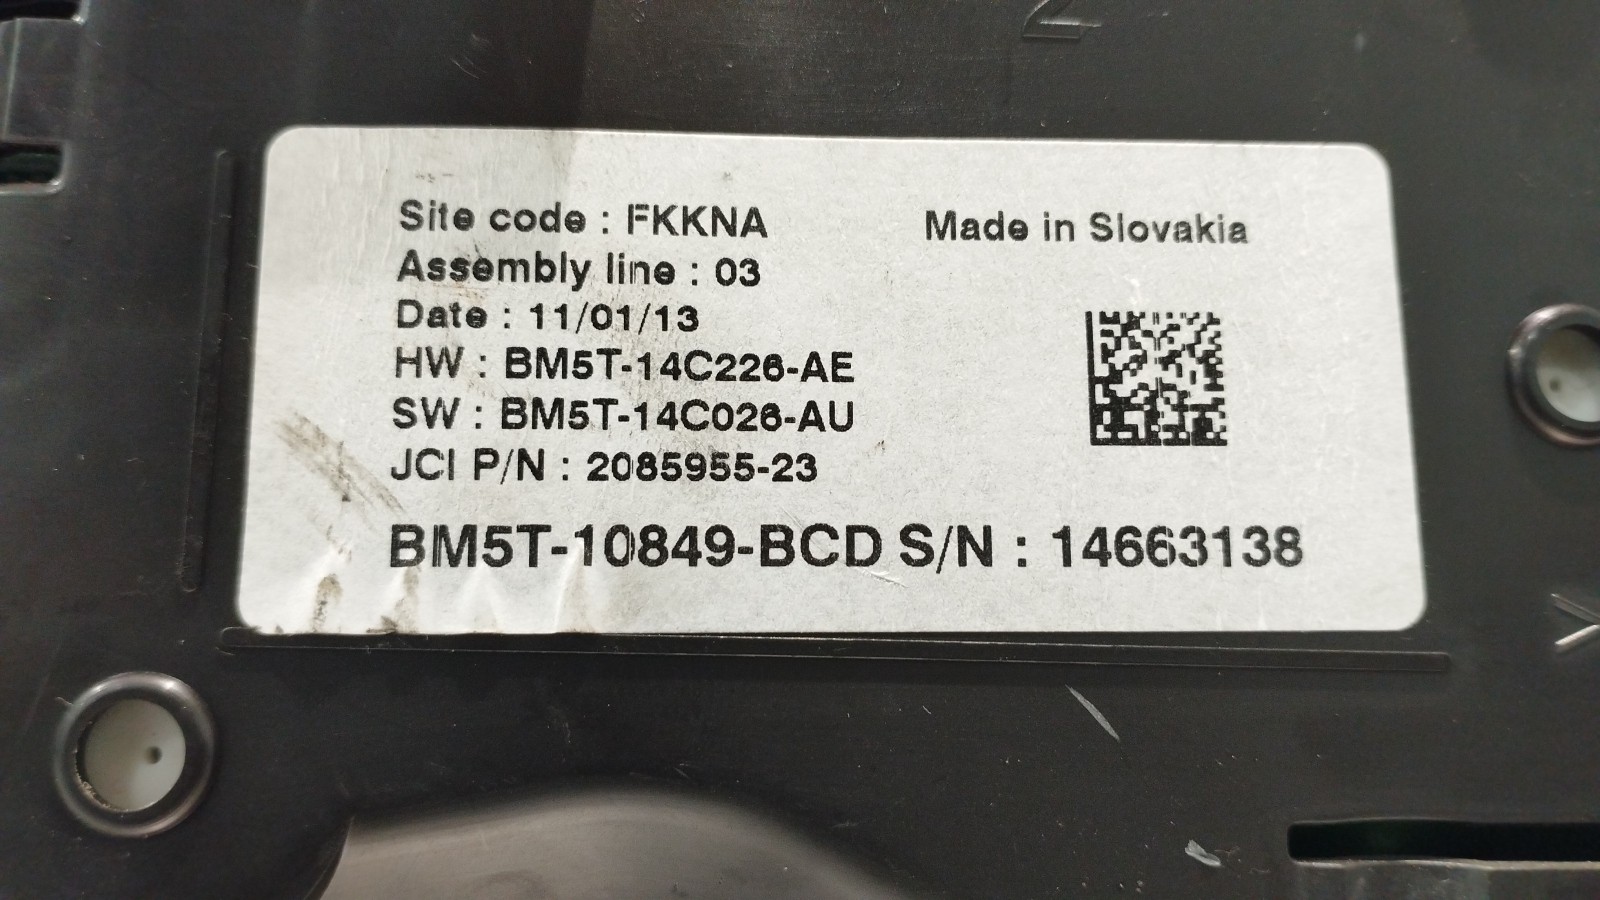 2
Site code : FKKNA
Made in Slovakia
Assembly line : 03
Date : 11/01/13
HW : BM5T-14C226-AE
SW : BM5T-14C026-AU
JCI P/N : 2085955-23
BM5T-10849-BCD S/N : 14663138